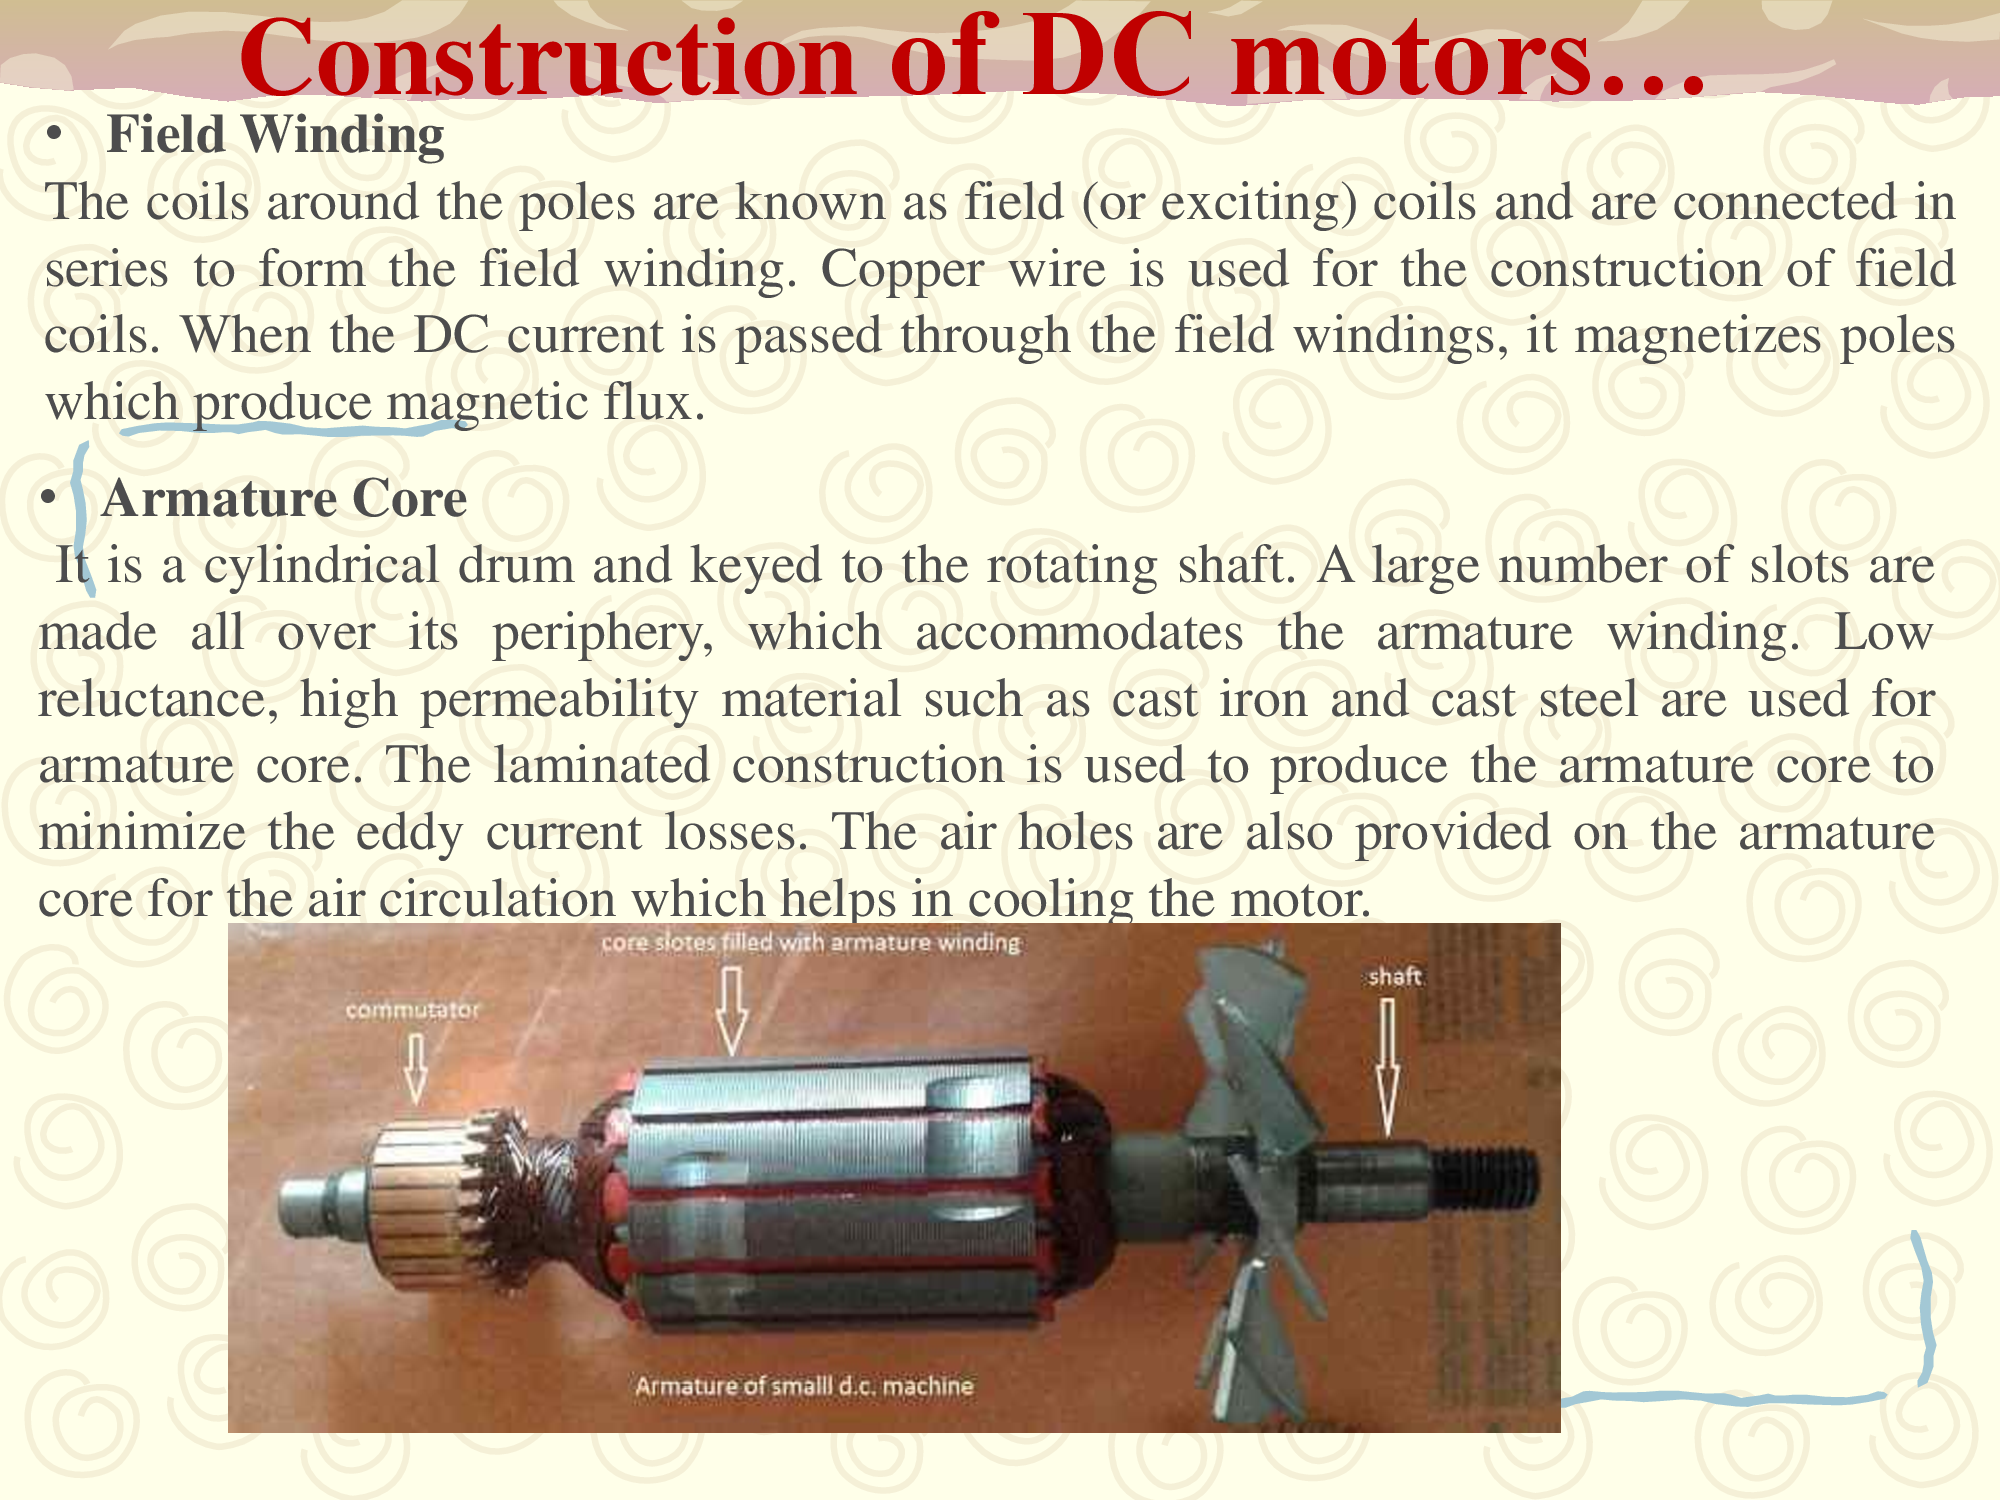 Construction of DC motors…
• Field Winding
The coils around the poles are known as field (or exciting) coils and are connected in
series to form the field winding. Copper wire is used for the construction of field
coils. When the DC current is passed through the field windings, it magnetizes poles
which produce magnetic flux.
• Armature Core
It is a cylindrical drum and keyed to the rotating shaft. A large number of slots are
made all over its periphery, which accommodates the armature winding. Low
reluctance, high permeability material such as cast iron and cast steel are used for
armature core. The laminated construction is used to produce the armature core to
minimize the eddy current losses. The air holes are also provided on the armature
core for the air circulation which helps in cooling the motor.
core slotes filled with armature winding
shaft
commutator
Armature of smalll d.c. machine